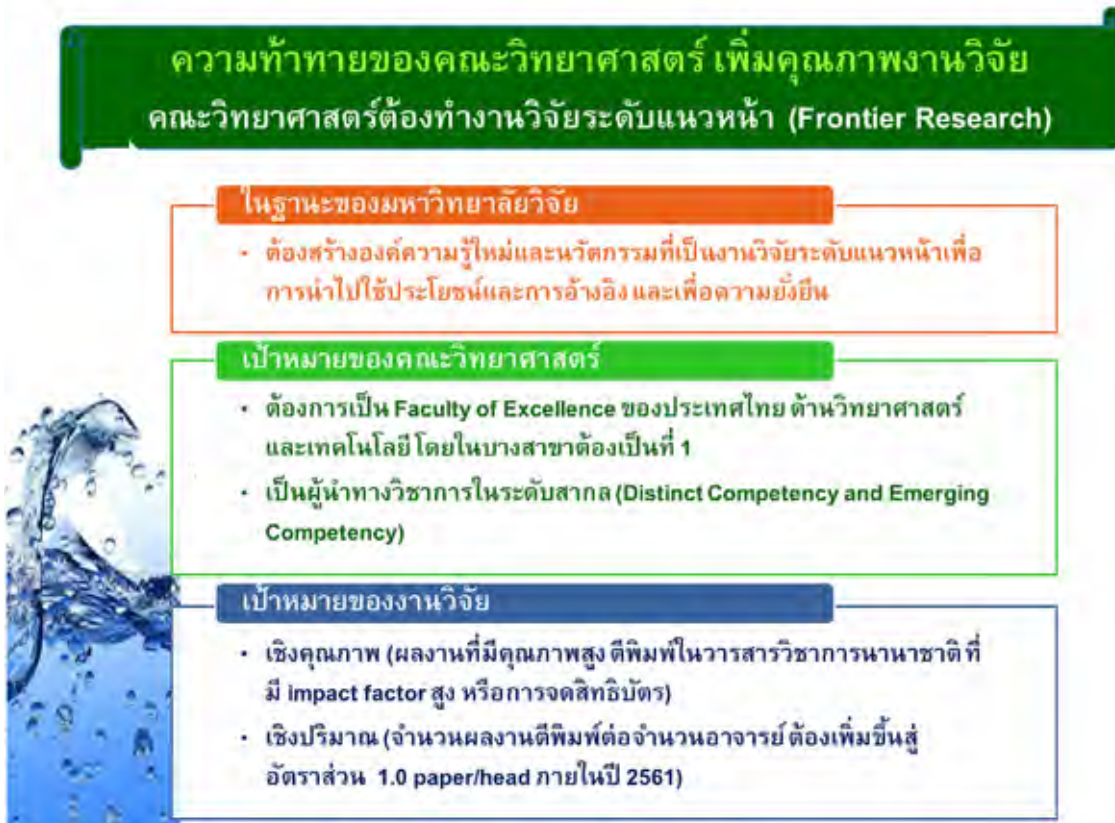 ความท้าทายของคณะวิทยาศาสตร์ เพิ่มคุณภาพงานวิจัย
คณะวิทยาศาสตร์ต้องทำงานวิจัยระดับแนวหน้า (Frontier Research)
ในฐานะของมหาวิทยาลัยวิจัย
• ต้องสร้างองค์ความรู้ใหม่และนวัตกรรมที่เป็นงานวิจัยระดับแนวหน้าเพื่อ
การนำไปใช้ประโยชน์และการอ้างอิง และเพื่อความยั่งยืน
เป้าหมายของคณะวิทยาศาสตร์
• ต้องการเป็น Faculty of Excellence ของประเทศไทย ด้านวิทยาศาสตร์
และเทคโนโลยี โดยในบางสาขาต้องเป็นที่ 1
• เป็นผู้นำทางวิชาการในระดับสากล (Distinct Competency and Emerging
Competency)
เป้าหมายของงานวิจัย
• เชิงคุณภาพ (ผลงานที่มีคุณภาพสูง ตีพิมพ์ในวารสารวิชาการนานาชาติ ที่
มี impact factor สูง หรือการจดสิทธิบัตร)
• เชิงปริมาณ (จำนวนผลงานตีพิมพ์ต่อจำนวนอาจารย์ ต้องเพิ่มขึ้นสู่
อัตราส่วน 1.0 paper/head ภายในปี 2561)